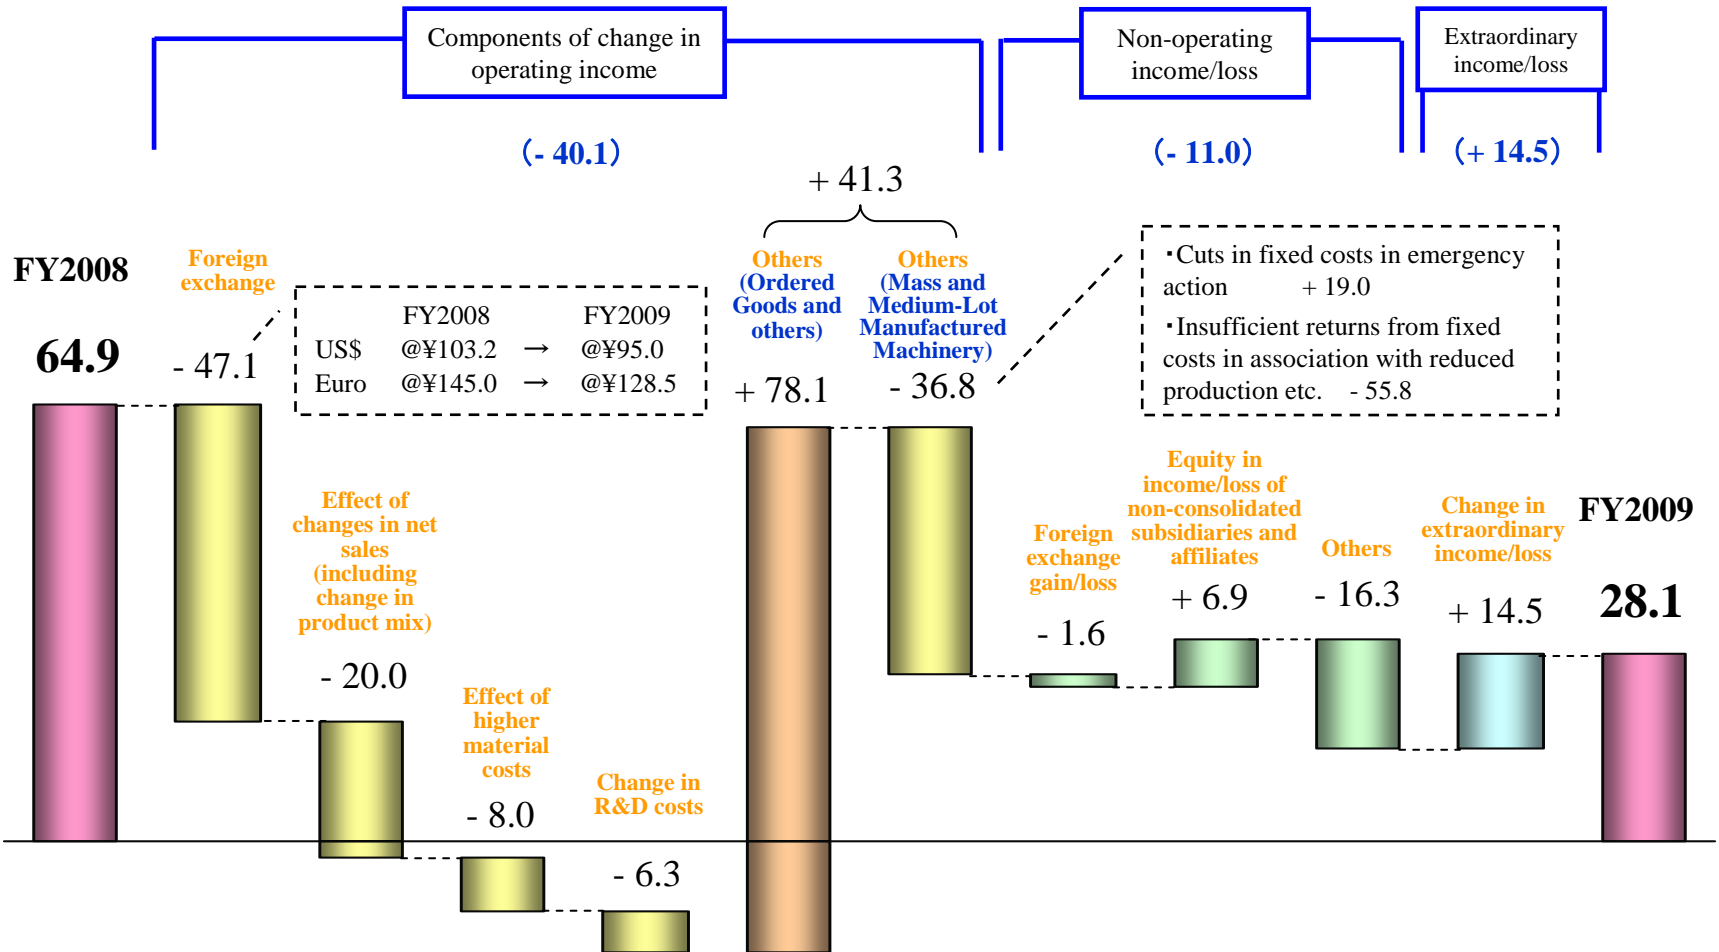 Components of change in
operating income
(- 40.1)
Non-operating
income/loss
(- 11.0)
Extraordinary
income/loss
(+ 14.5)
FY2008
64.9
Foreign
exchange
- 47.1
FY2008 FY2009
US$ @¥103.2 → @¥95.0
Euro @¥145.0 → @¥128.5
Effect of
changes in net
sales
(including
change in
product mix)
- 20.0
Effect of
higher
material
costs
- 8.0
Change in
R&D costs
- 6.3
+ 41.3
Others
(Ordered
Goods and
others)
+ 78.1
Others
(Mass and
Medium-Lot
Manufactured
Machinery)
- 36.8
・Cuts in fixed costs in emergency
action + 19.0
・Insufficient returns from fixed
costs in association with reduced
production etc. - 55.8
Foreign
exchange
gain/loss
- 1.6
Equity in
income/loss of
non-consolidated
subsidiaries and
affiliates
+ 6.9
Others
- 16.3
Change in
extraordinary
income/loss
+ 14.5
FY2009
28.1